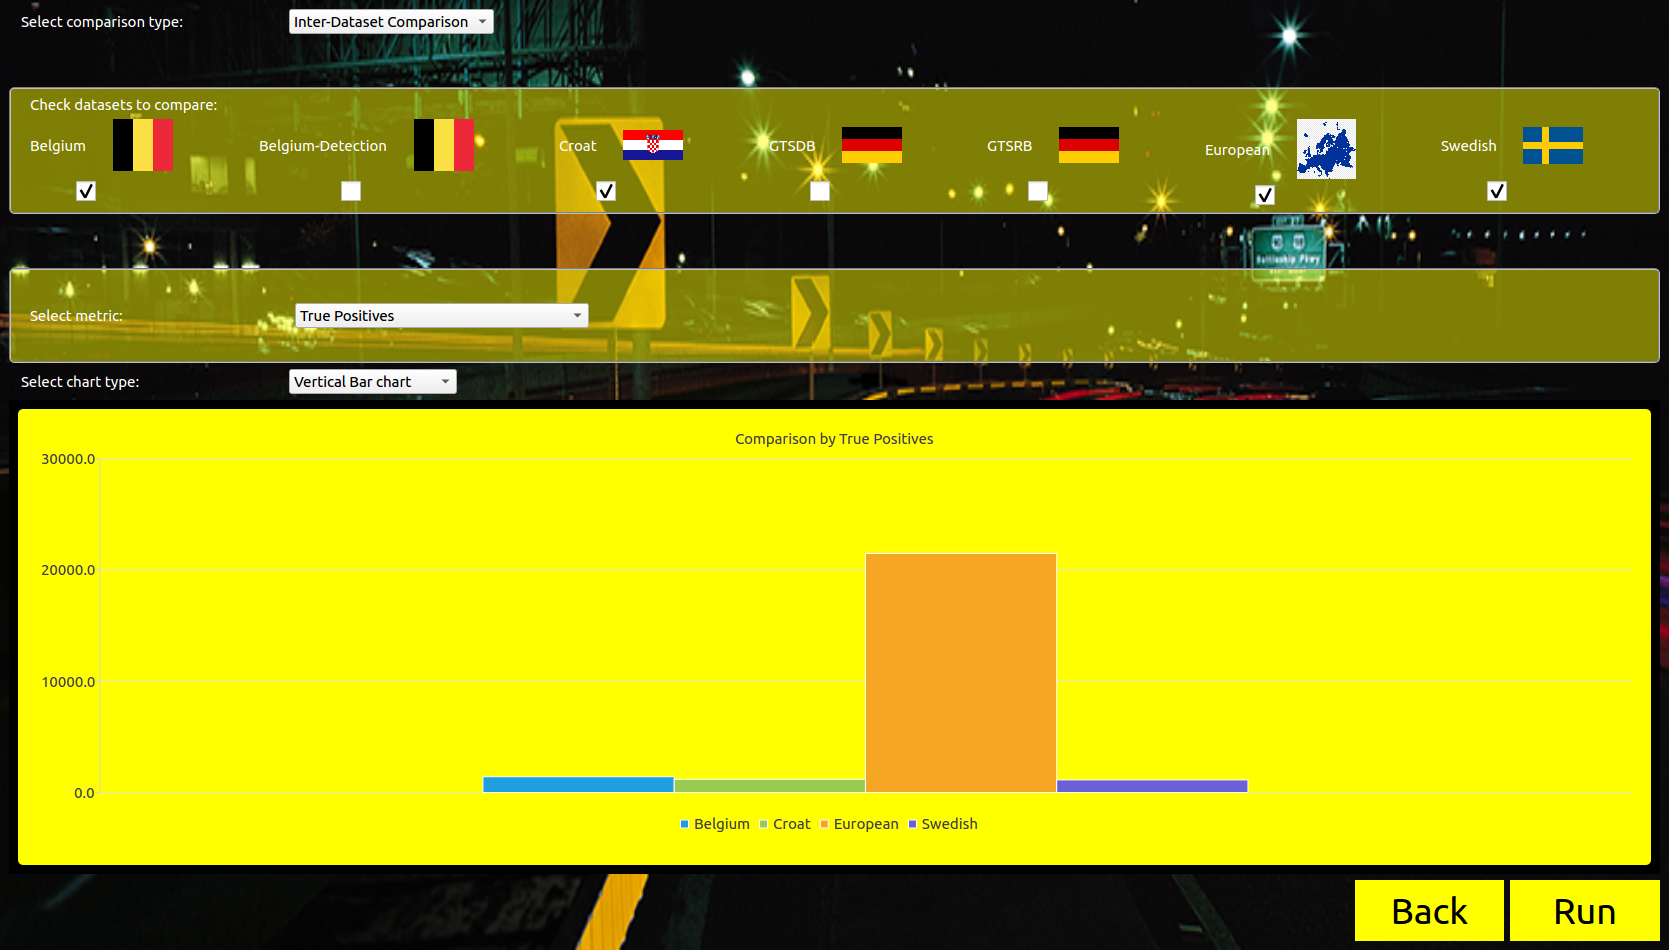 Select comparison type: Inter-Dataset Comparison
Check datasets to compare:
Belgium Belgium-Detection Croat GTSDB GTSRB European Swedish
Select metric: True Positives
Select chart type: Vertical Bar chart
Comparison by True Positives
30000.0
20000.0
10000.0
0.0
Belgium Croat European Swedish
Back Run